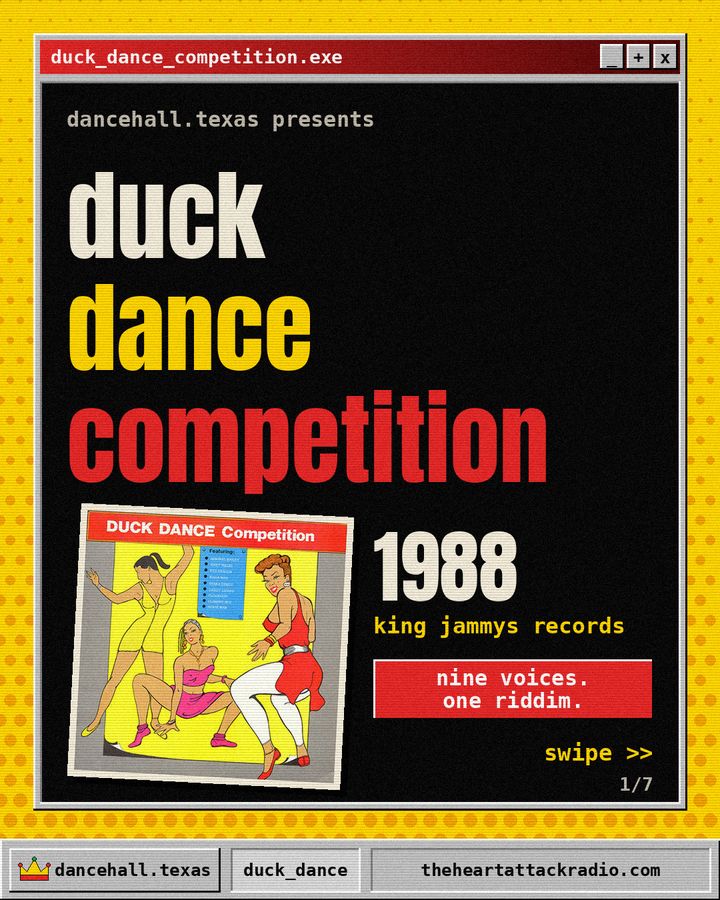 duck_dance_competition.exe
_ + x
dancehall.texas presents
duck
dance
competition
DUCK DANCE Competition
Featuring:
1988
king jammys records
nine voices.
one riddim.
swipe >>
1/7
dancehall.texas
duck_dance
theheartattackradio.com